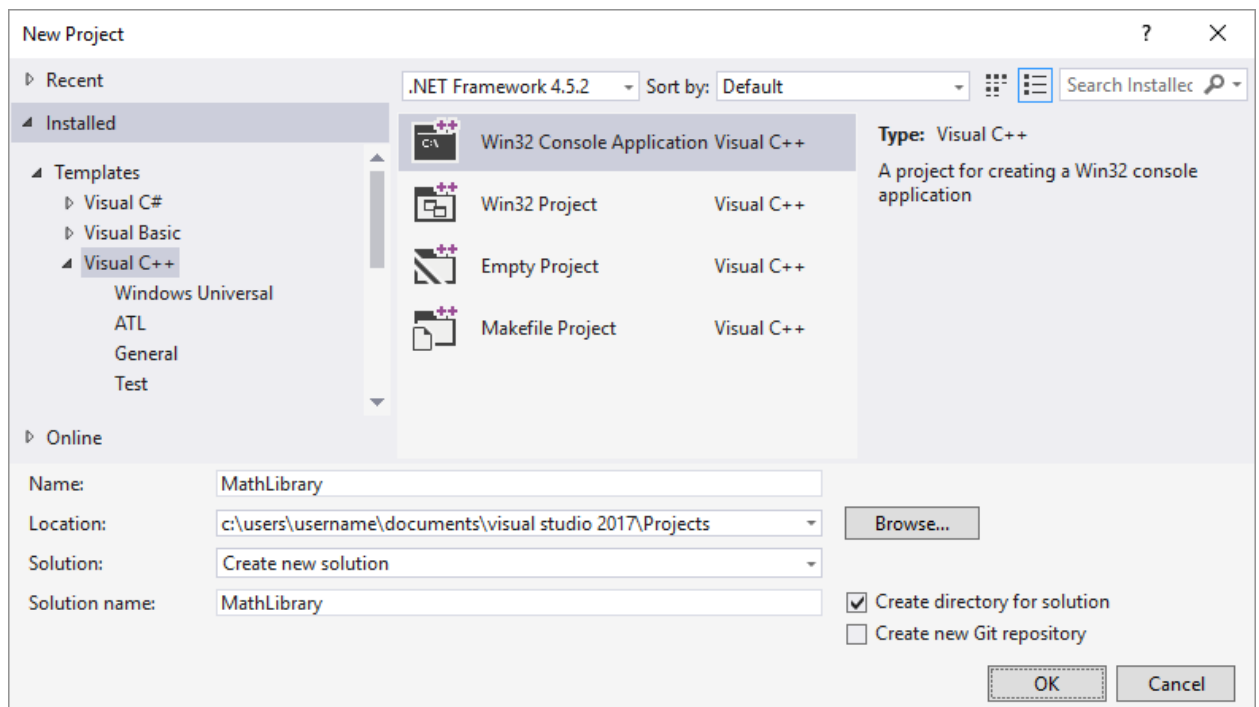 New Project ?
Recent
.NET Framework 4.5.2 Sort by: Default Search Installec
Installed
Templates
Visual C#
Visual Basic
Visual C++
Windows Universal
ATL
General
Test
Online
C:\ Win32 Console Application Visual C++
Win32 Project Visual C++
Empty Project Visual C++
Makefile Project Visual C++
Type: Visual C++
A project for creating a Win32 console
application
Name: MathLibrary
Location: c:\users\username\documents\visual studio 2017\Projects Browse...
Solution: Create new solution
Solution name: MathLibrary
Create directory for solution
Create new Git repository
OK Cancel